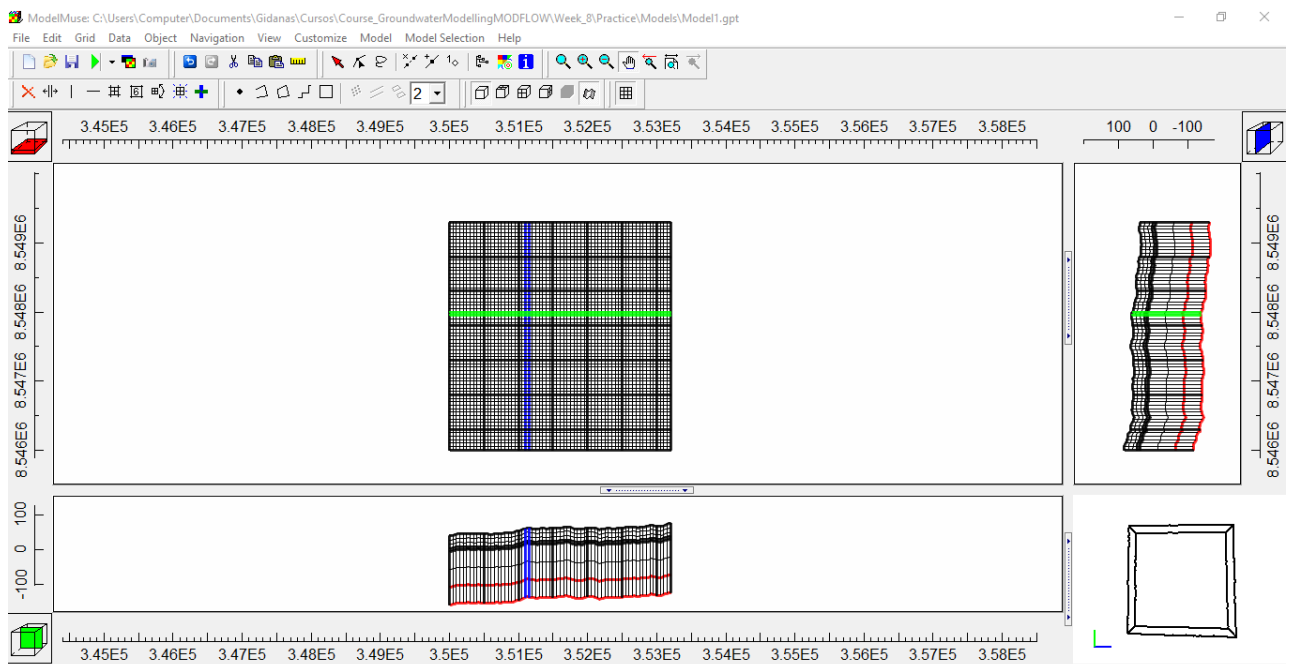 ModelMuse: C:\Users\Computer\Documents\Gidanas\Cursos\Course_GroundwaterModellingMODFLOW\Week_8\Practice\Models\Model1.gpt
File Edit Grid Data Object Navigation View Customize Model Model Selection Help
2
3.45E5 3.46E5 3.47E5 3.48E5 3.49E5 3.5E5 3.51E5 3.52E5 3.53E5 3.54E5 3.55E5 3.56E5 3.57E5 3.58E5
100 0 -100
8.549E6
8.548E6
8.547E6
8.546E6
8.549E6
8.548E6
8.547E6
8.546E6
100
0
-100
3.45E5 3.46E5 3.47E5 3.48E5 3.49E5 3.5E5 3.51E5 3.52E5 3.53E5 3.54E5 3.55E5 3.56E5 3.57E5 3.58E5